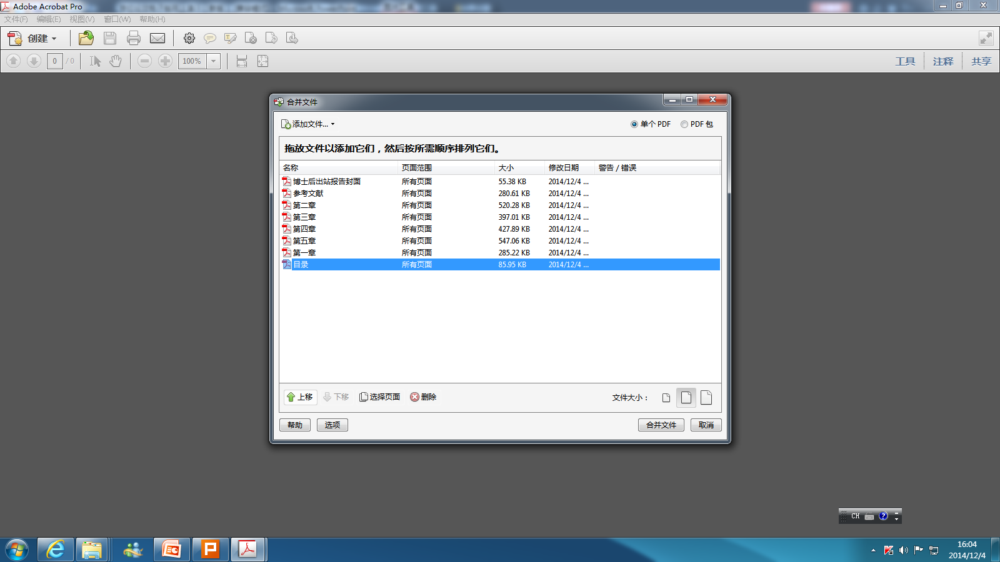 Adobe Acrobat Pro
文件(F) 编辑(E) 视图(V) 窗口(W) 帮助(H)
创建
0 / 0 100% 工具 注释 共享
合并文件
添加文件... 单个 PDF PDF 包
拖放文件以添加它们，然后按所需顺序排列它们。
名称 页面范围 大小 修改日期 警告 / 错误
博士后出站报告封面 所有页面 55.38 KB 2014/12/4 ...
参考文献 所有页面 280.61 KB 2014/12/4 ...
第二章 所有页面 520.28 KB 2014/12/4 ...
第三章 所有页面 397.01 KB 2014/12/4 ...
第四章 所有页面 427.89 KB 2014/12/4 ...
第五章 所有页面 547.06 KB 2014/12/4 ...
第一章 所有页面 285.22 KB 2014/12/4 ...
目录 所有页面 85.95 KB 2014/12/4 ...
上移 下移 选择页面 删除 文件大小：
帮助 选项 合并文件 取消
CH
16:04
2014/12/4